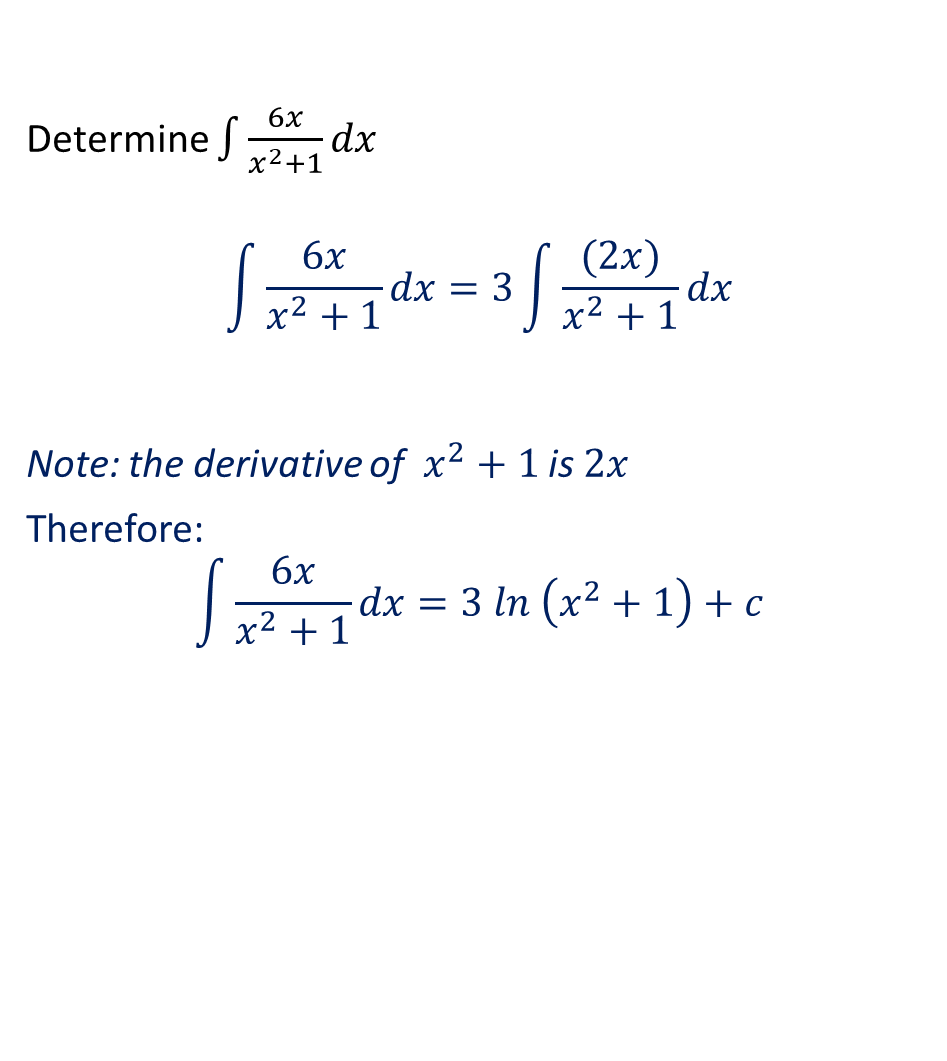 Determine ∫ 6x/(x²+1) dx
∫ 6x/(x² + 1) dx = 3 ∫ (2x)/(x² + 1) dx
Note: the derivative of x² + 1 is 2x
Therefore:
∫ 6x/(x² + 1) dx = 3 ln (x² + 1) + c